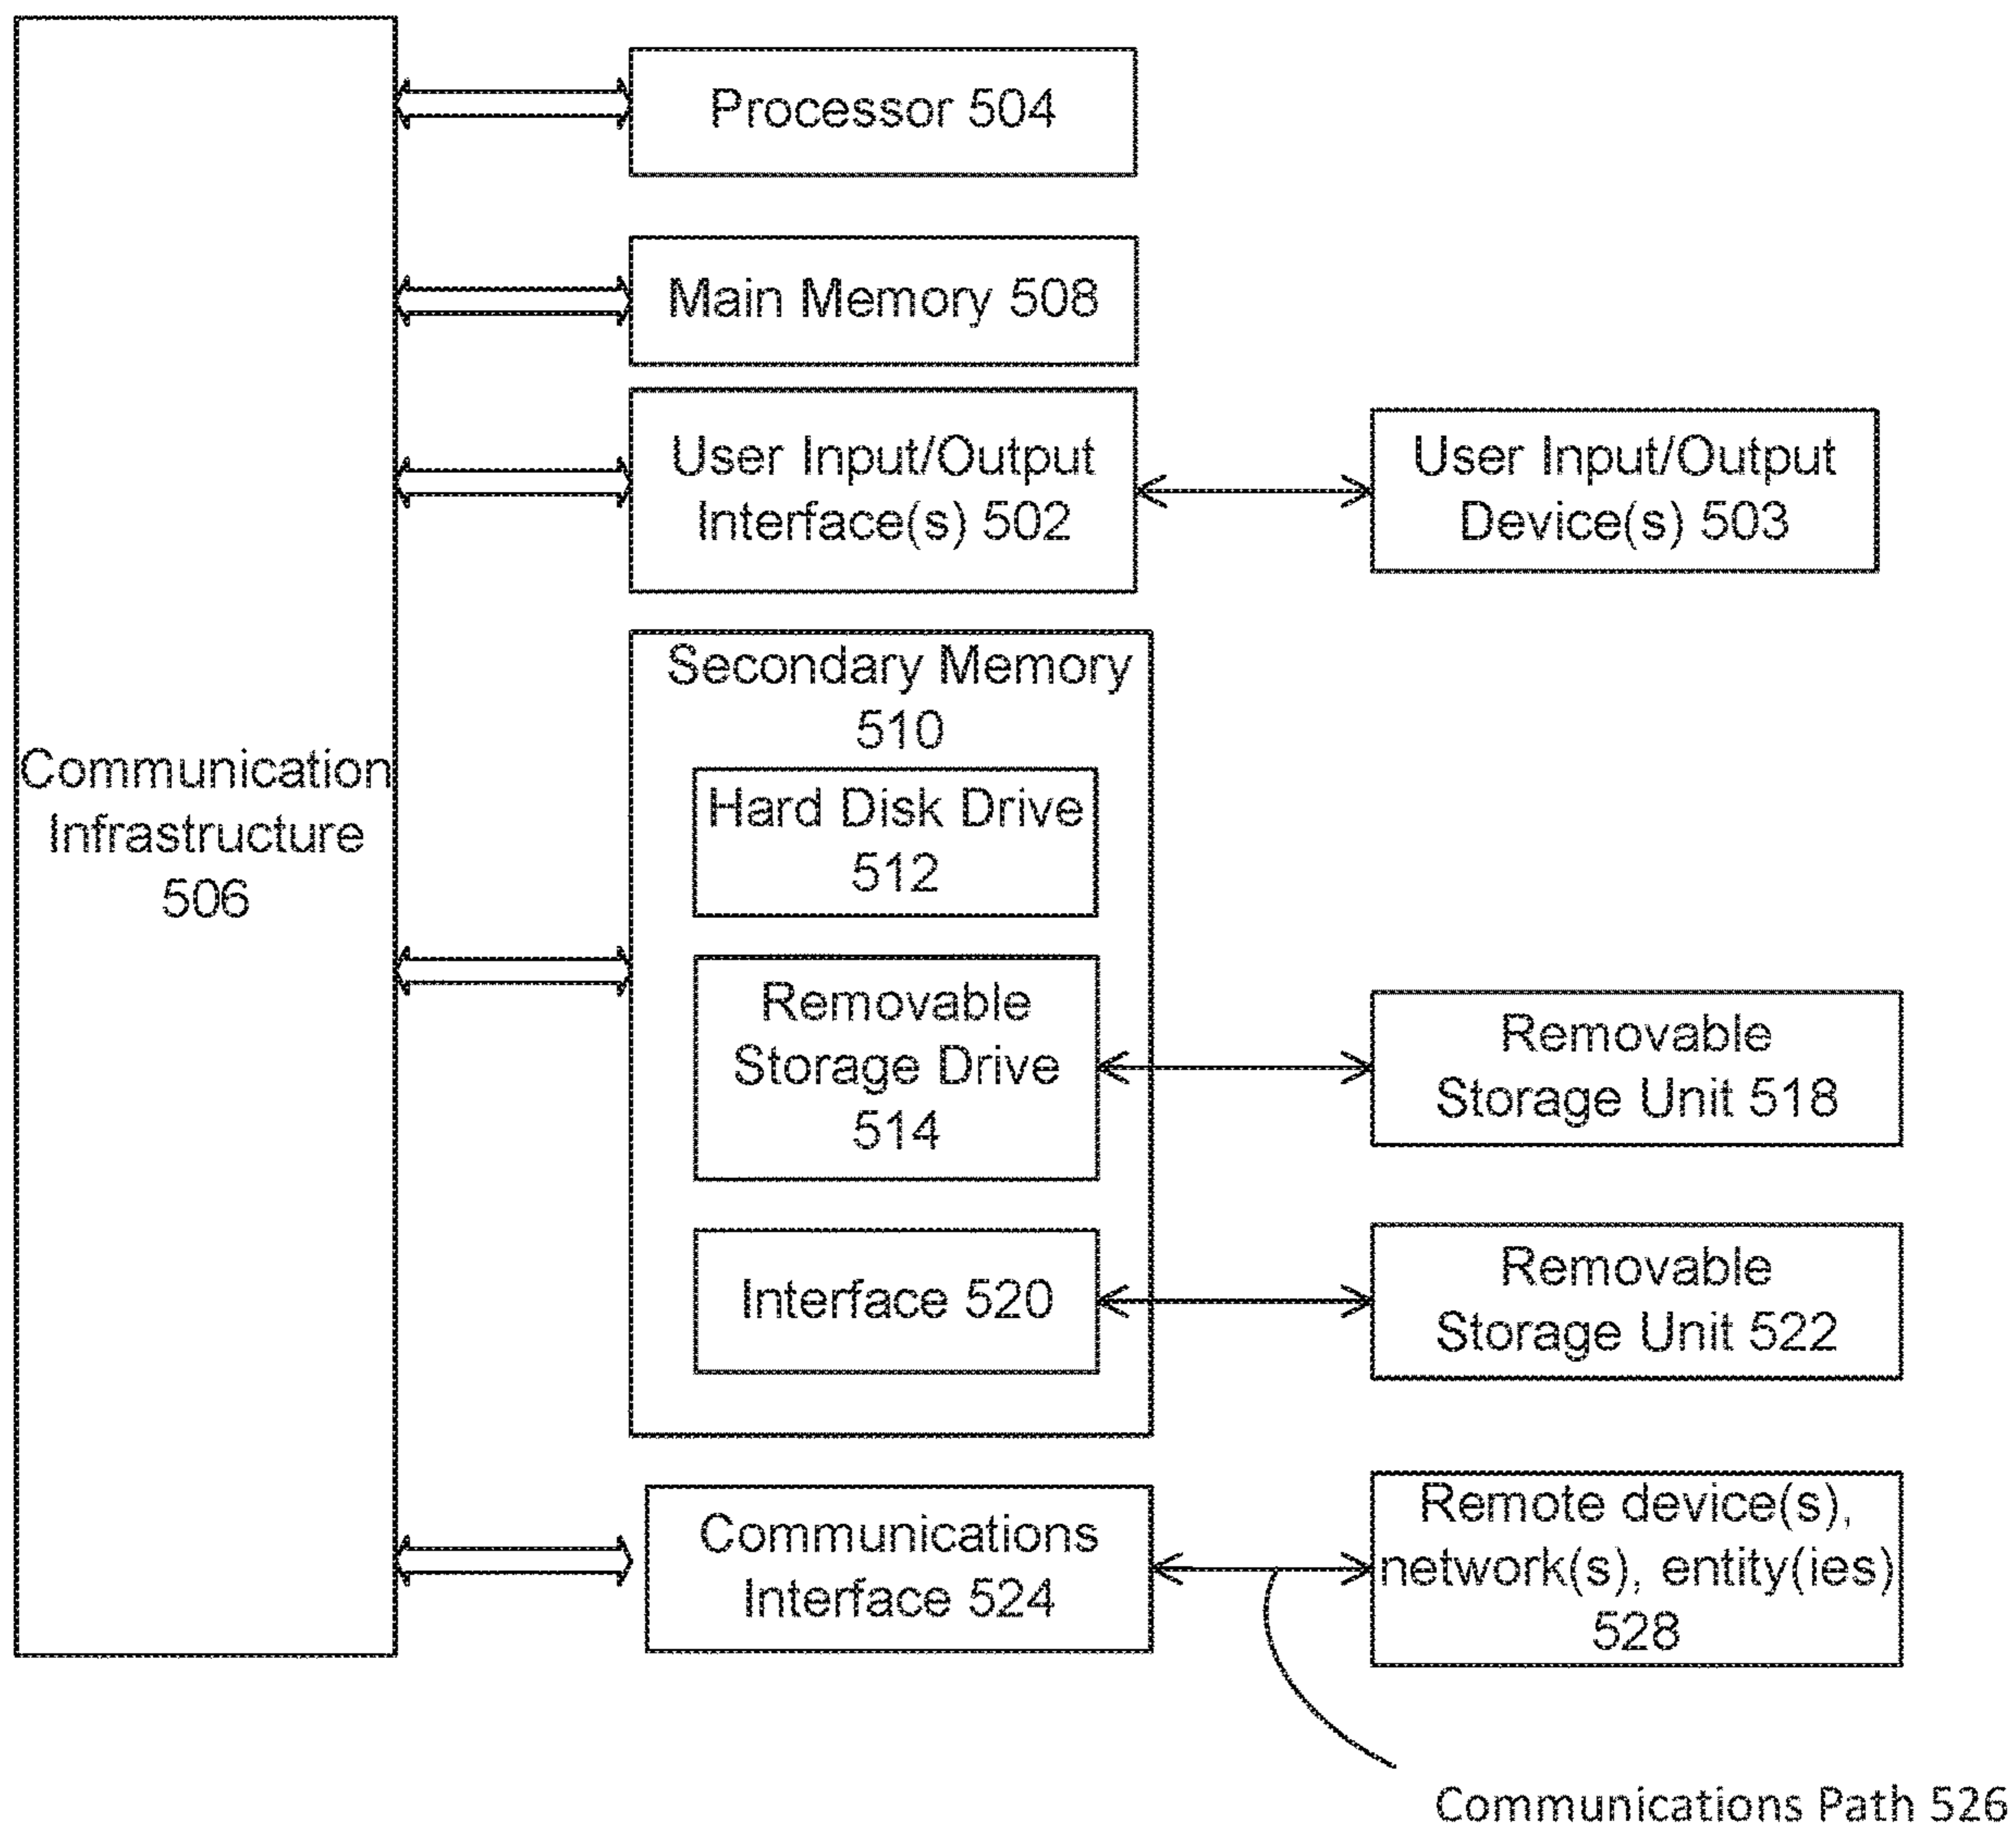 Processor 504
Main Memory 508
User Input/Output
Interface(s) 502
User Input/Output
Device(s) 503
Secondary Memory
510
Communication
Infrastructure
506
Hard Disk Drive
512
Removable
Storage Drive
514
Removable
Storage Unit 518
Interface 520
Removable
Storage Unit 522
Communications
Interface 524
Remote device(s),
network(s), entity(ies)
528
Communications Path 526